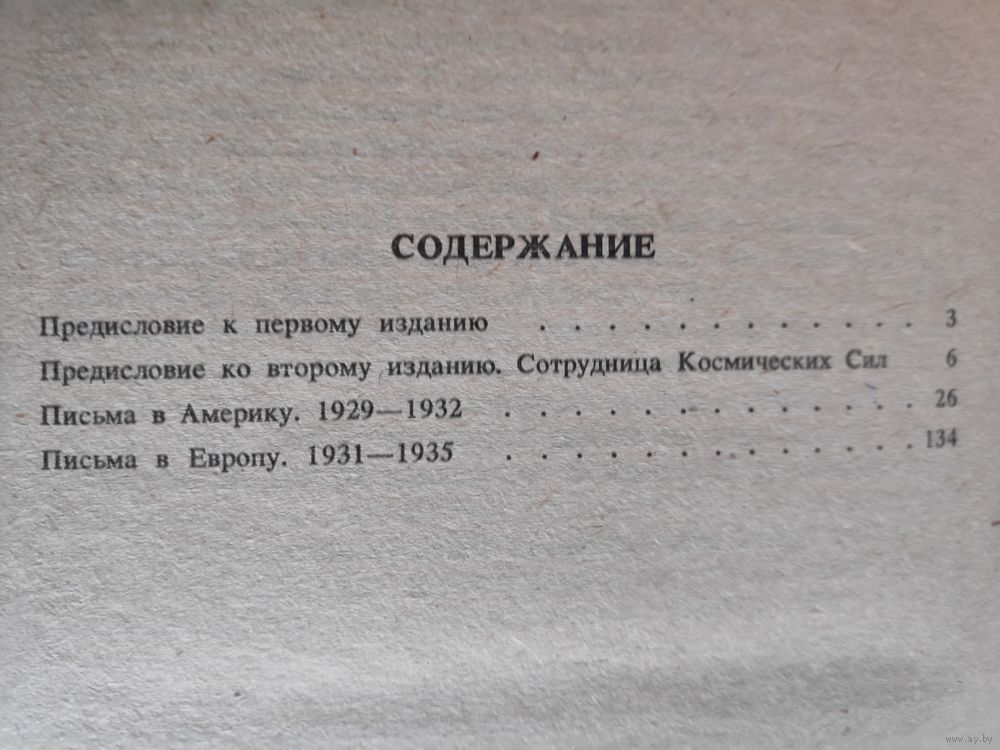 СОДЕРЖАНИЕ
Предисловие к первому изданию . . . . . . . . . . . . 3
Предисловие ко второму изданию. Сотрудница Космических Сил 6
Письма в Америку. 1929—1932 . . . . . . . . . . . . . 26
Письма в Европу. 1931—1935 . . . . . . . . . . . . . 134
www.ay.by